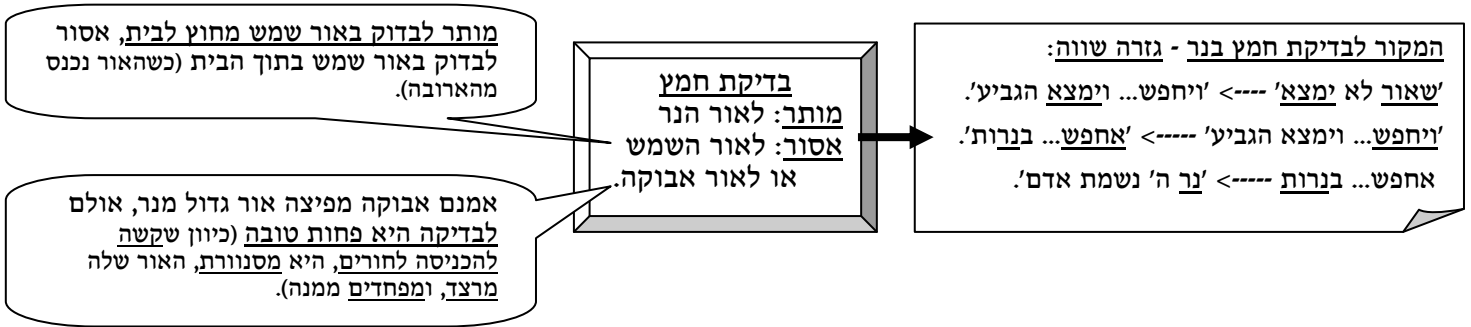 המקור לבדיקת חמץ בנר - גזרה שווה:
'שאור לא ימצא' ----> 'ויחפש... וימצא הגביע'.
'ויחפש... וימצא הגביע' -----> 'אחפש... בנרות'.
אחפש... בנרות -----> 'נר ה' נשמת אדם'.
בדיקת חמץ
מותר: לאור הנר
אסור: לאור השמש
או לאור אבוקה.
מותר לבדוק באור שמש מחוץ לבית, אסור
לבדוק באור שמש בתוך הבית (כשהאור נכנס
מהארובה).
אמנם אבוקה מפיצה אור גדול מנר, אולם
לבדיקה היא פחות טובה (כיוון שקשה
להכניסה לחורים, היא מסנוורת, האור שלה
מרצד, ומפחדים ממנה).